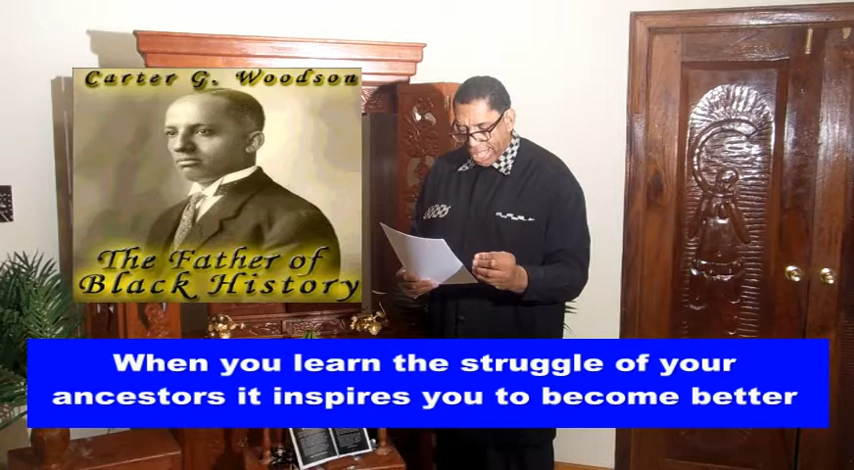 Carter G. Woodson
The Father of
Black History
When you learn the struggle of your
ancestors it inspires you to become better